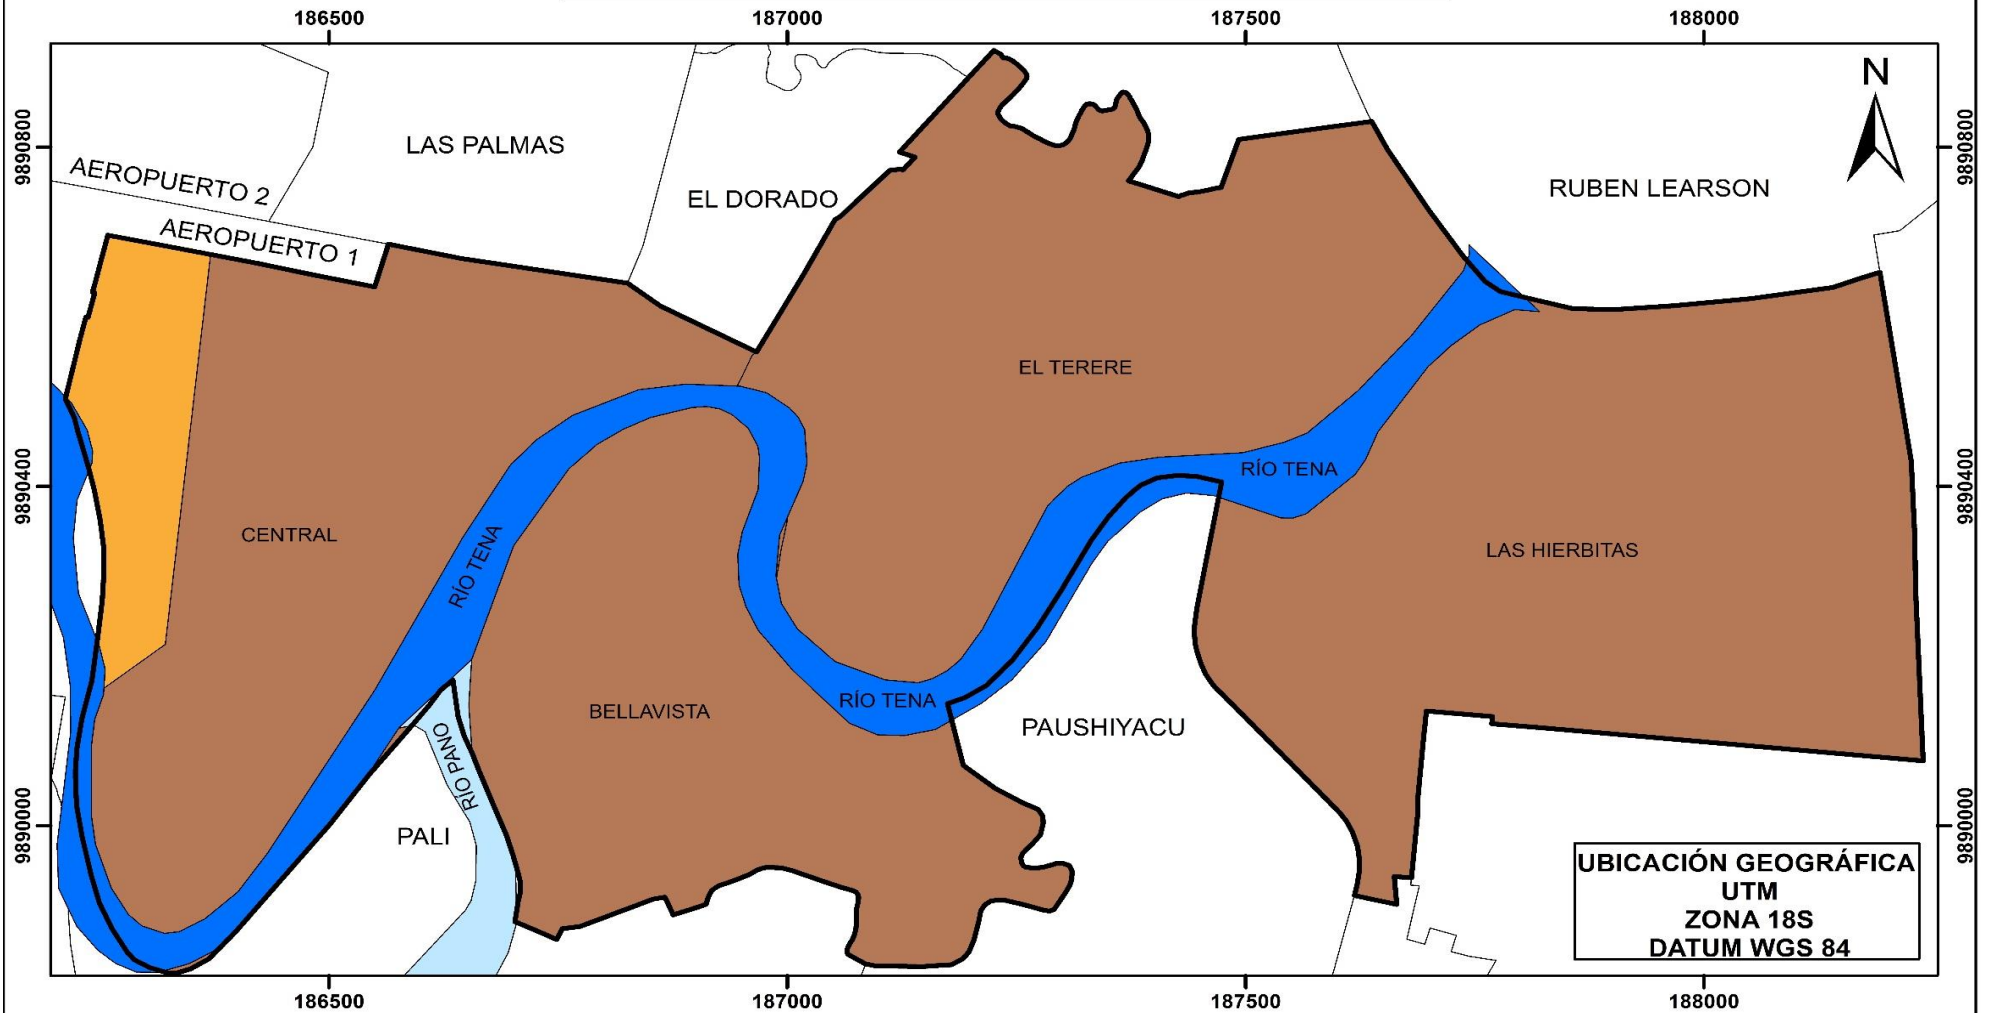 186500
187000
187500
188000
N
9890800
9890800
LAS PALMAS
AEROPUERTO 2
EL DORADO
RUBEN LEARSON
AEROPUERTO 1
EL TERERE
9890400
9890400
RÍO TENA
CENTRAL
LAS HIERBITAS
RÍO TENA
RÍO TENA
BELLAVISTA
PAUSHIYACU
RÍO PANO
PALI
9890000
9890000
UBICACIÓN GEOGRÁFICA
UTM
ZONA 18S
DATUM WGS 84
186500
187000
187500
188000